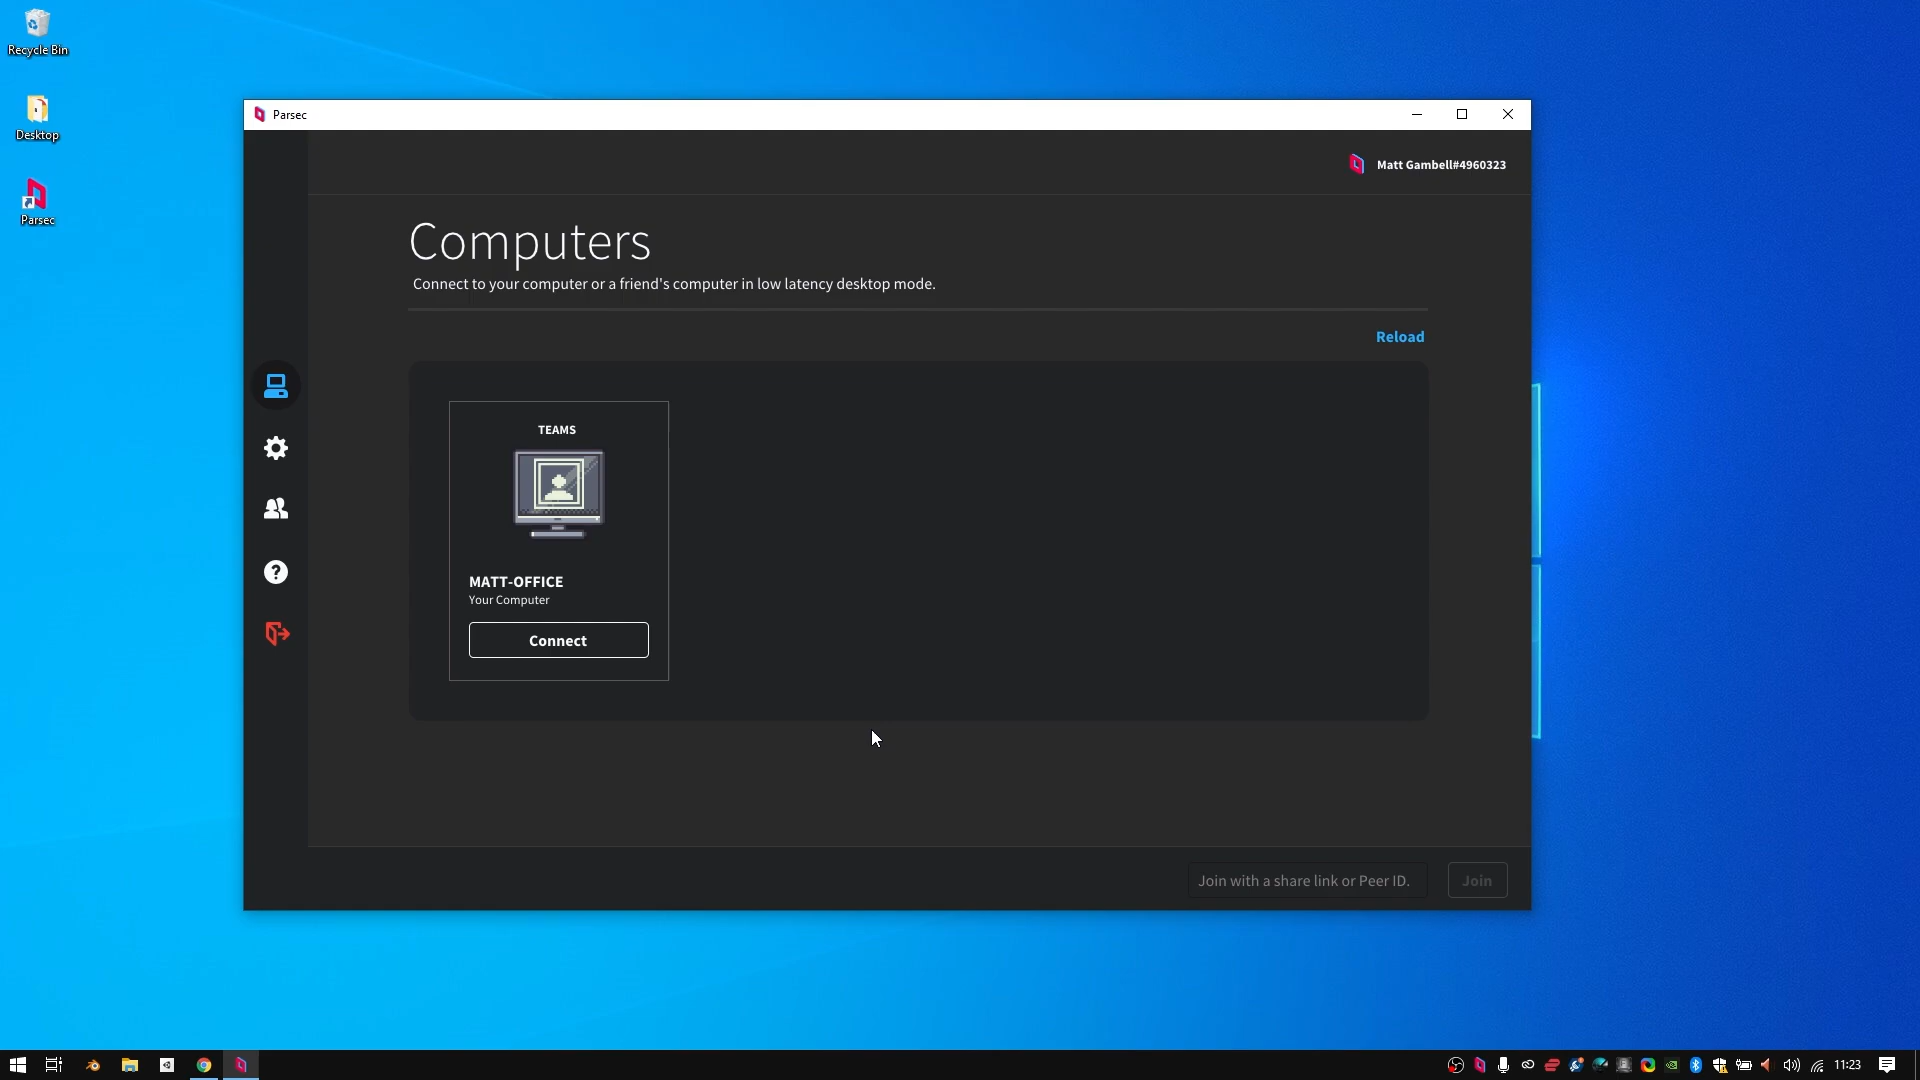 Recycle Bin
Desktop
Parsec
Parsec
Matt Gambell#4960323
Computers
Connect to your computer or a friend's computer in low latency desktop mode.
Reload
TEAMS
MATT-OFFICE
Your Computer
Connect
Join with a share link or Peer ID.
Join
11:23